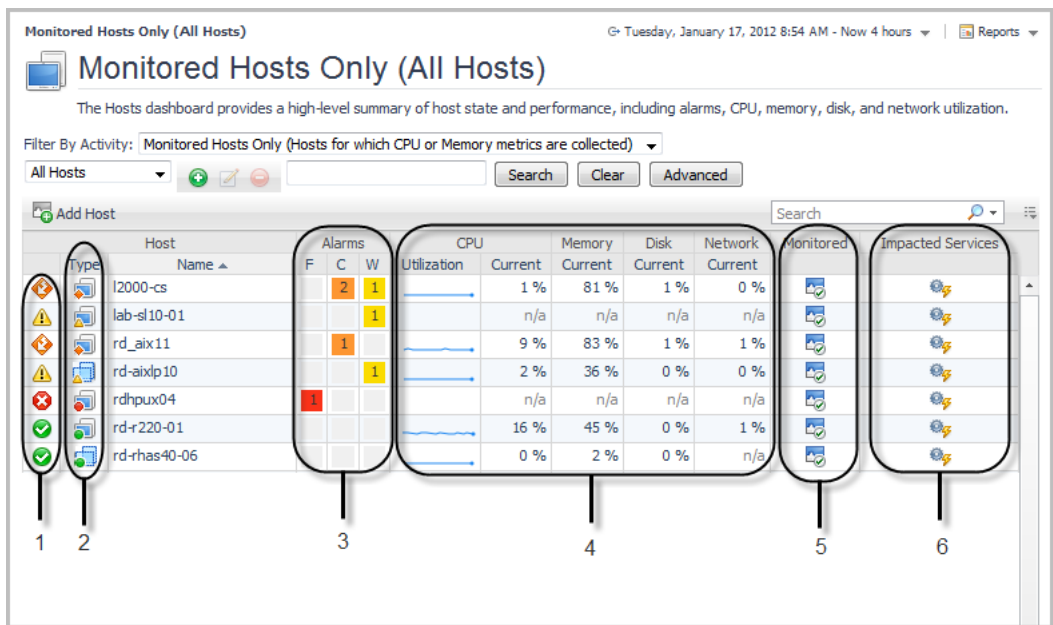 Monitored Hosts Only (All Hosts)
Tuesday, January 17, 2012 8:54 AM - Now 4 hours
Reports
Monitored Hosts Only (All Hosts)
The Hosts dashboard provides a high-level summary of host state and performance, including alarms, CPU, memory, disk, and network utilization.
Filter By Activity: Monitored Hosts Only (Hosts for which CPU or Memory metrics are collected)
All Hosts Search Clear Advanced
Add Host Search
Host Alarms CPU Memory Disk Network Monitored Impacted Services
Type Name F C W Utilization Current Current Current Current
l2000-cs 2 1 1 % 81 % 1 % 0 %
lab-sl10-01 1 n/a n/a n/a n/a
rd_aix11 1 9 % 83 % 1 % 1 %
rd-aixlp10 1 2 % 36 % 0 % 0 %
rdhpux04 1 n/a n/a n/a n/a
rd-r220-01 16 % 45 % 0 % 1 %
rd-rhas40-06 0 % 2 % 0 % n/a
1 2 3 4 5 6